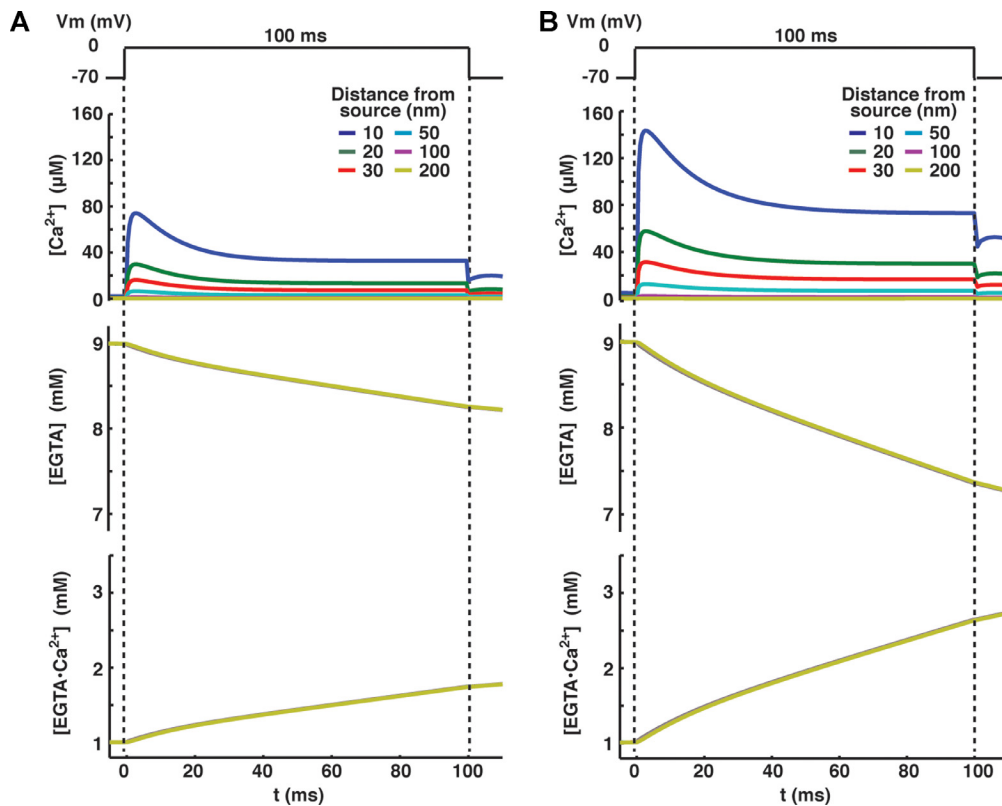 A
Vm (mV)
0
-70
100 ms
Distance from
source (nm)
10 50
20 100
30 200
160
120
80
40
0
[Ca²⁺] (µM)
9
8
7
[EGTA] (mM)
3
2
1
[EGTA•Ca²⁺] (mM)
0 20 40 60 80 100
t (ms)
B
Vm (mV)
0
-70
100 ms
Distance from
source (nm)
10 50
20 100
30 200
160
120
80
40
0
[Ca²⁺] (µM)
9
8
7
[EGTA] (mM)
3
2
1
[EGTA•Ca²⁺] (mM)
0 20 40 60 80 100
t (ms)